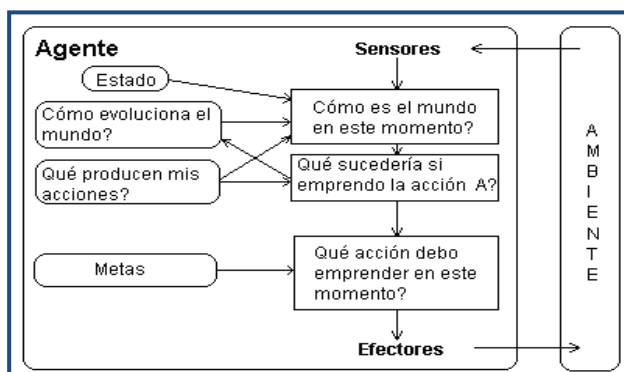 Agente
Sensores
Estado
Cómo es el mundo
en este momento?
Cómo evoluciona el
mundo?
Qué sucedería si
emprendo la acción A?
Qué producen mis
acciones?
Qué acción debo
emprender en este
momento?
Metas
Efectores
AMBIENTE